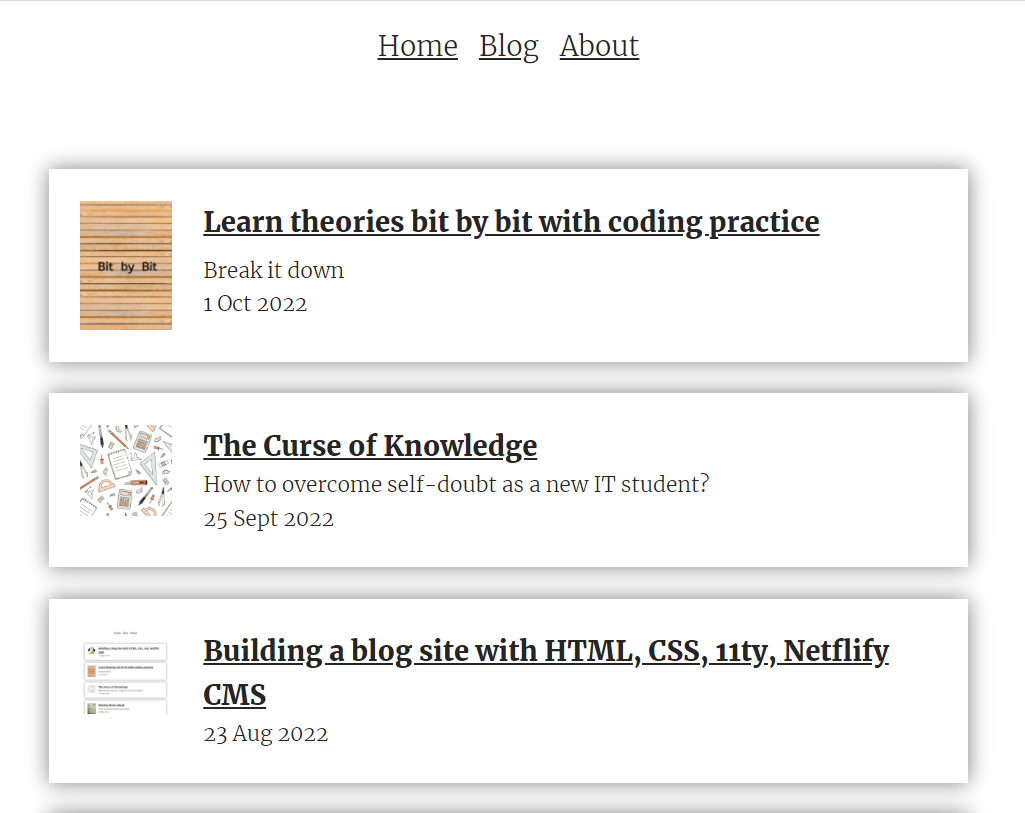 Home Blog About
Bit by Bit
Learn theories bit by bit with coding practice
Break it down
1 Oct 2022
The Curse of Knowledge
How to overcome self-doubt as a new IT student?
25 Sept 2022
Building a blog site with HTML, CSS, 11ty, Netflify
CMS
23 Aug 2022